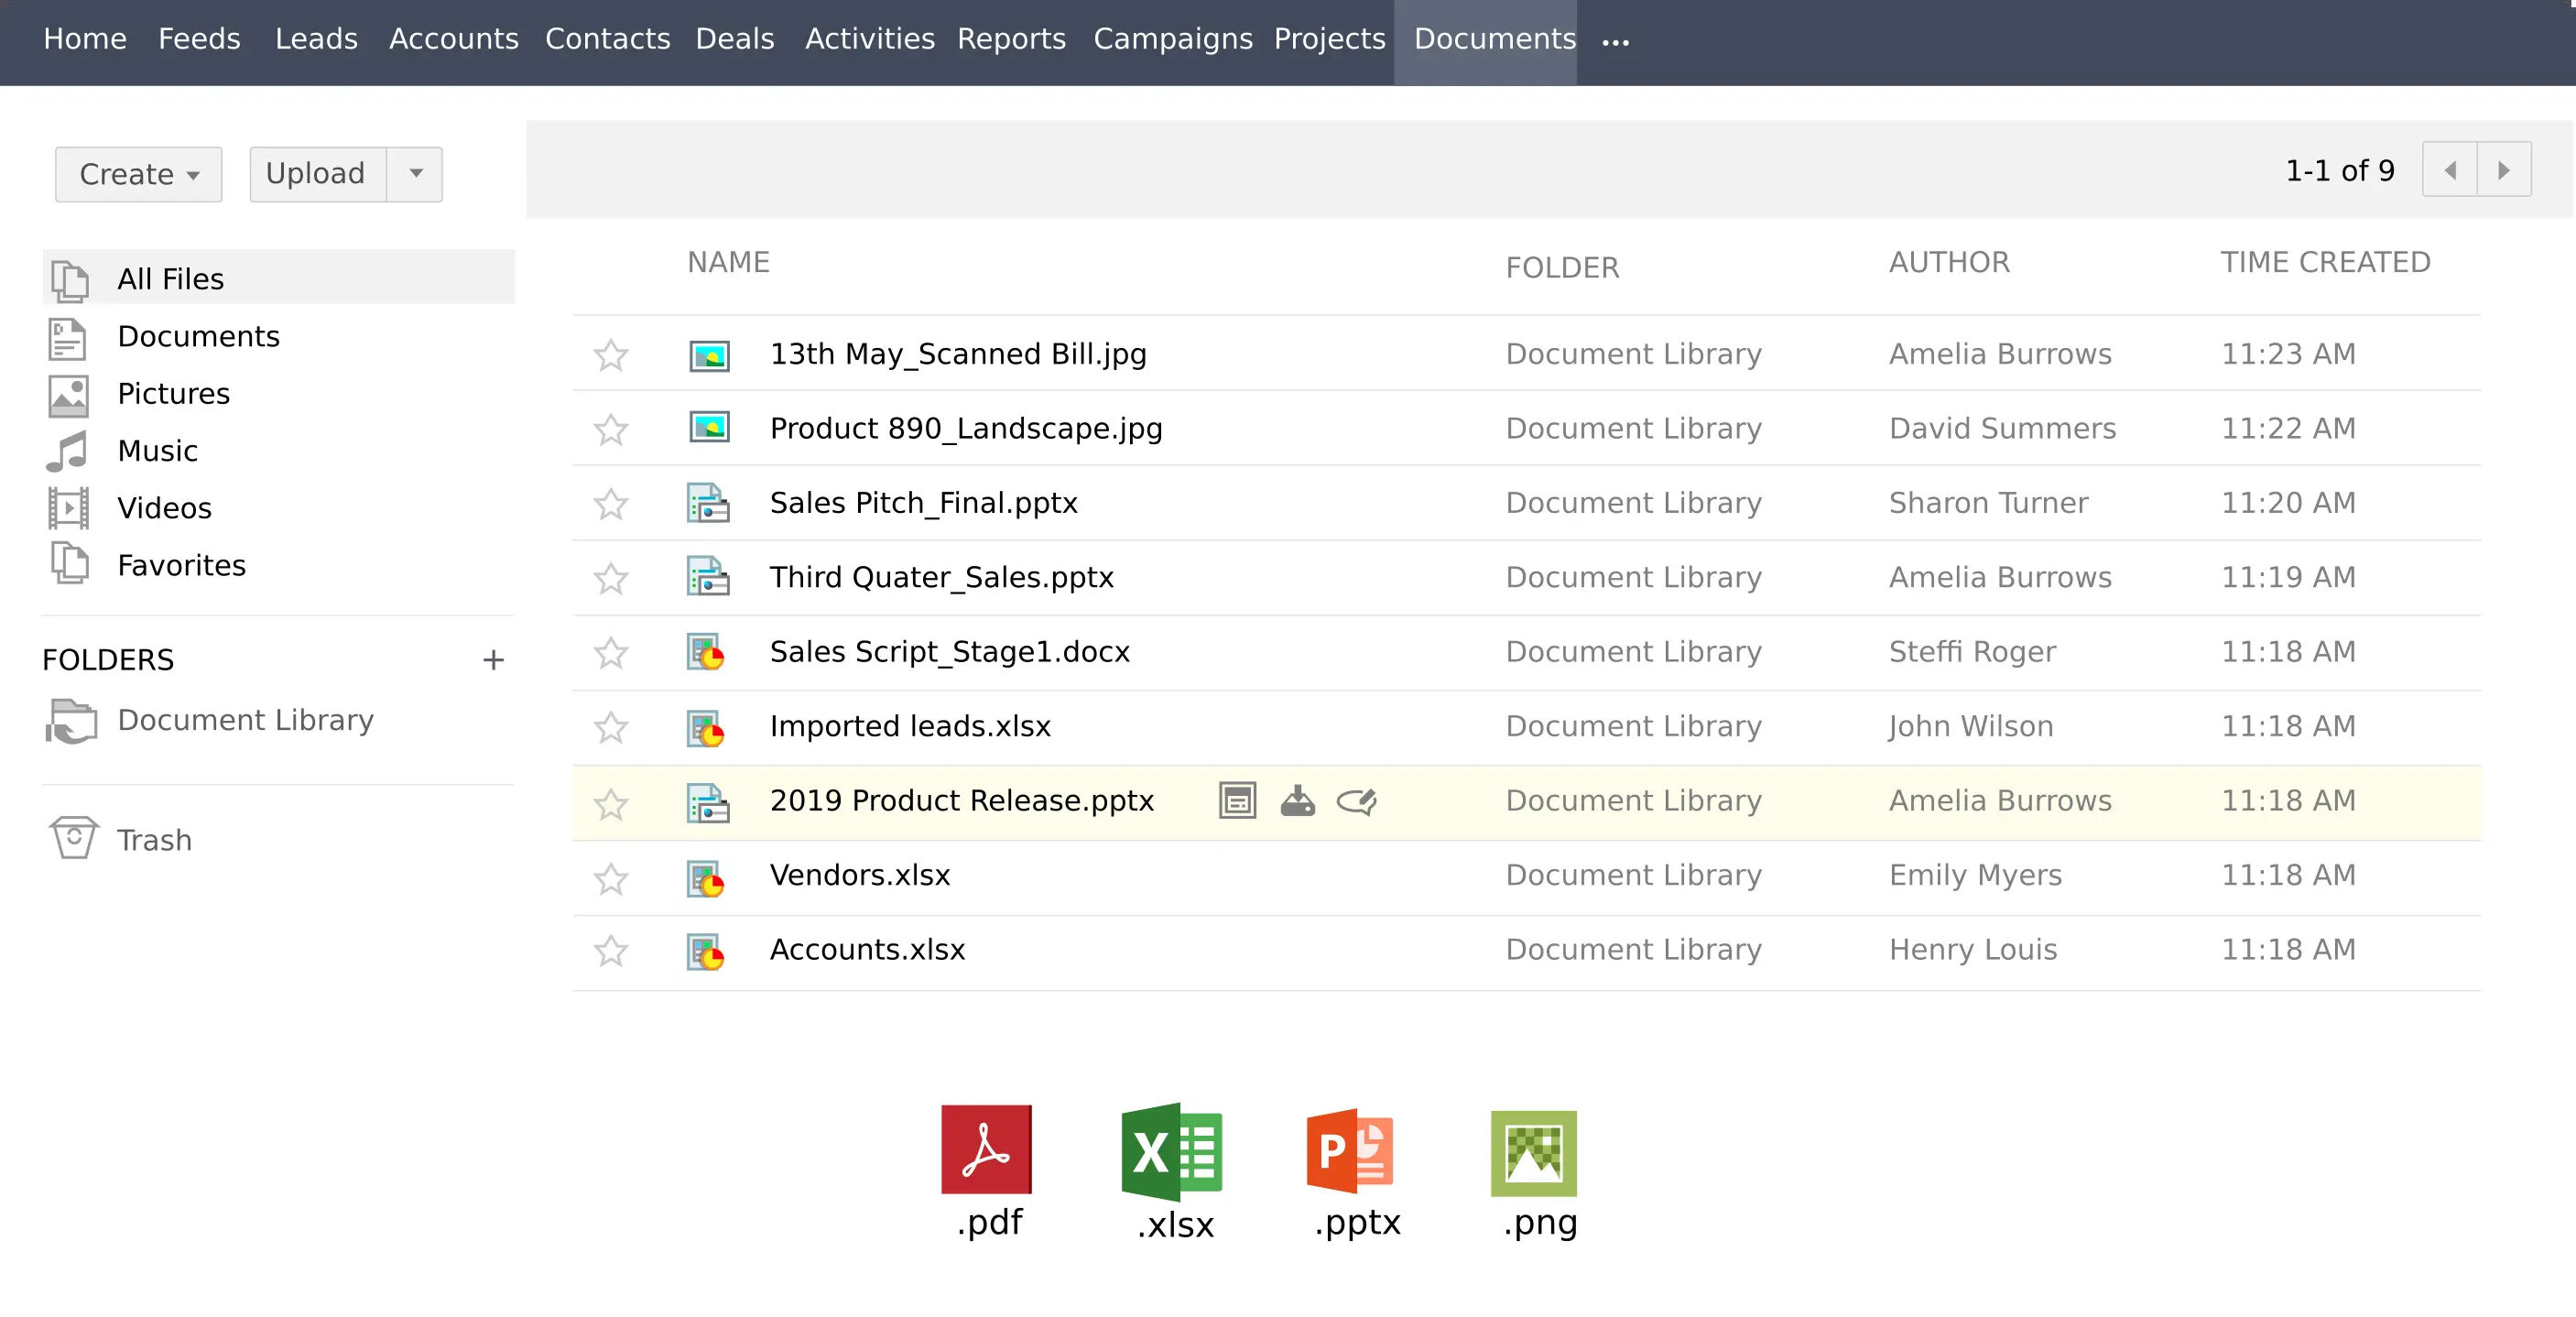 Home Feeds Leads Accounts Contacts Deals Activities Reports Campaigns Projects Documents ...
Create Upload
1-1 of 9
All Files
Documents
Pictures
Music
Videos
Favorites
FOLDERS +
Document Library
Trash
NAME FOLDER AUTHOR TIME CREATED
13th May_Scanned Bill.jpg Document Library Amelia Burrows 11:23 AM
Product 890_Landscape.jpg Document Library David Summers 11:22 AM
Sales Pitch_Final.pptx Document Library Sharon Turner 11:20 AM
Third Quater_Sales.pptx Document Library Amelia Burrows 11:19 AM
Sales Script_Stage1.docx Document Library Steffi Roger 11:18 AM
Imported leads.xlsx Document Library John Wilson 11:18 AM
2019 Product Release.pptx Document Library Amelia Burrows 11:18 AM
Vendors.xlsx Document Library Emily Myers 11:18 AM
Accounts.xlsx Document Library Henry Louis 11:18 AM
X P
.pdf .xlsx .pptx .png